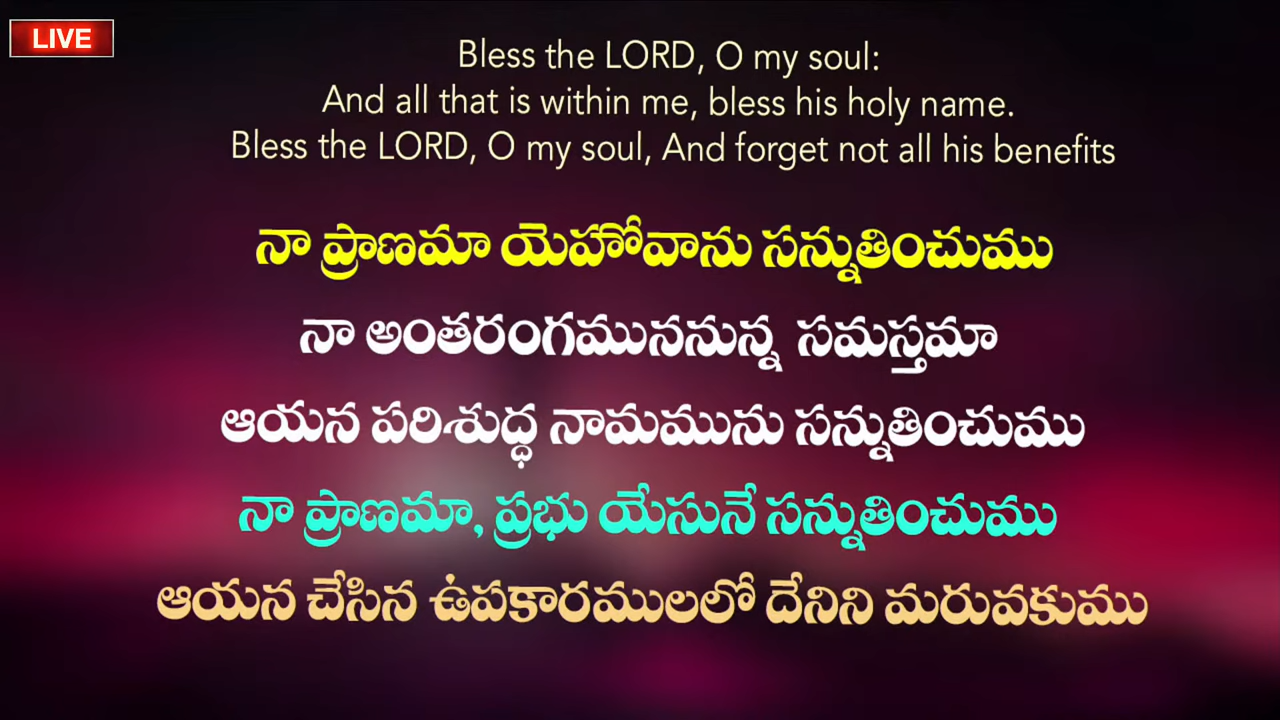 LIVE
Bless the LORD, O my soul:
And all that is within me, bless his holy name.
Bless the LORD, O my soul, And forget not all his benefits
నా ప్రాణమా యెహోవాను సన్నుతించుము
నా అంతరంగముననున్న సమస్తమా
ఆయన పరిశుద్ధ నామమును సన్నుతించుము
నా ప్రాణమా, ప్రభు యేసునే సన్నుతించుము
ఆయన చేసిన ఉపకారములలో దేనిని మరువకుము